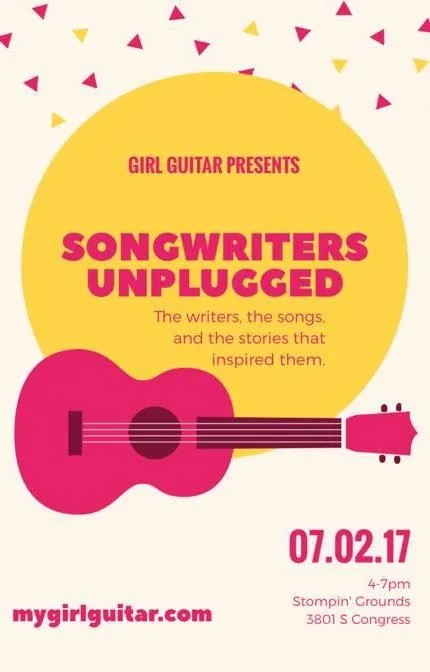 GIRL GUITAR PRESENTS
SONGWRITERS
UNPLUGGED
The writers, the songs,
and the stories that
inspired them.
07.02.17
4-7pm
Stompin' Grounds
3801 S Congress
mygirlguitar.com